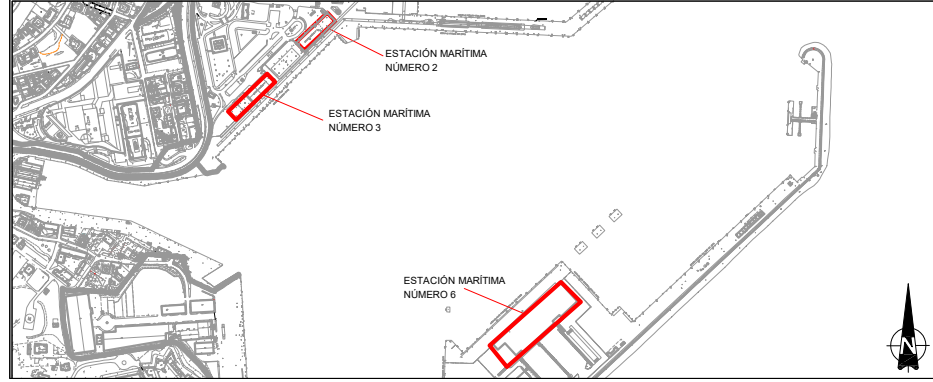 ESTACIÓN MARÍTIMA
NÚMERO 2
ESTACIÓN MARÍTIMA
NÚMERO 3
ESTACIÓN MARÍTIMA
NÚMERO 6
N